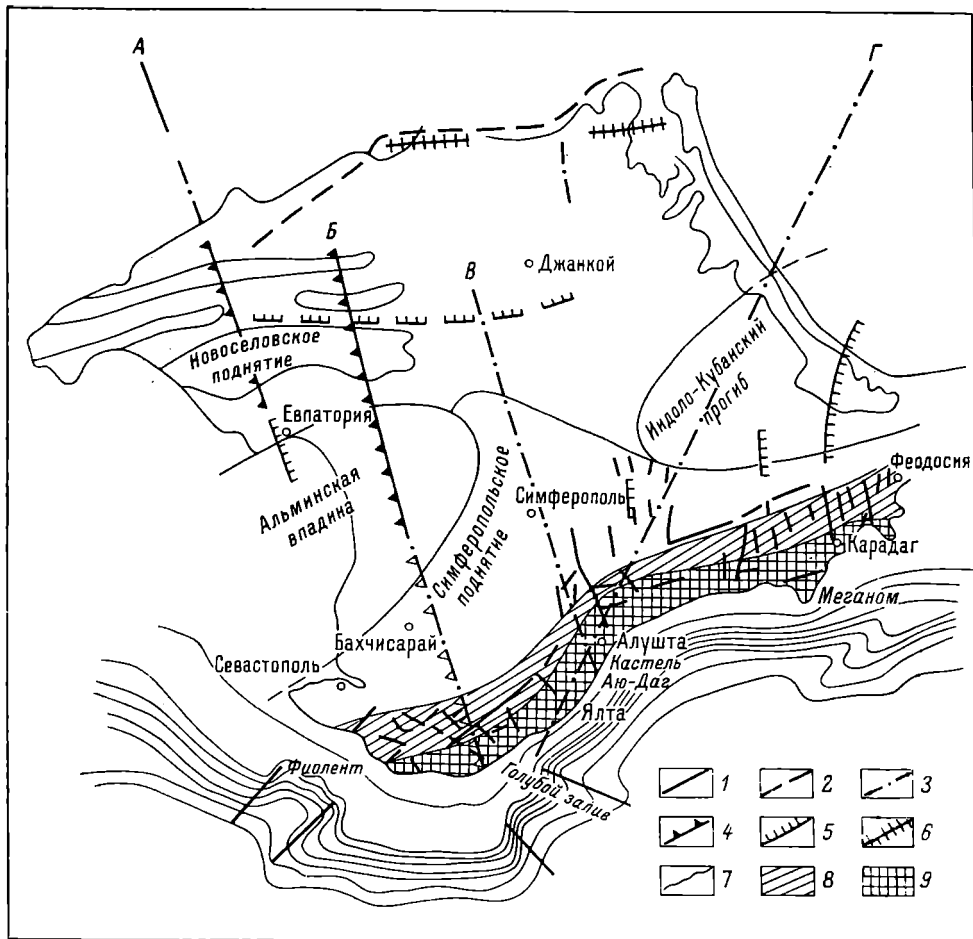 А
Г
Б
В
Джанкой
Новоселовское
поднятие
Индоло-Кубанский
прогиб
Евпатория
Альминская
впадина
Симферопольское
поднятие
Симферополь
Феодосия
Карадаг
Меганом
Бахчисарай
Севастополь
Алушта
Кастель
Аю-Даг
Ялта
Фиолент
Голубой залив
1
2
3
4
5
6
7
8
9